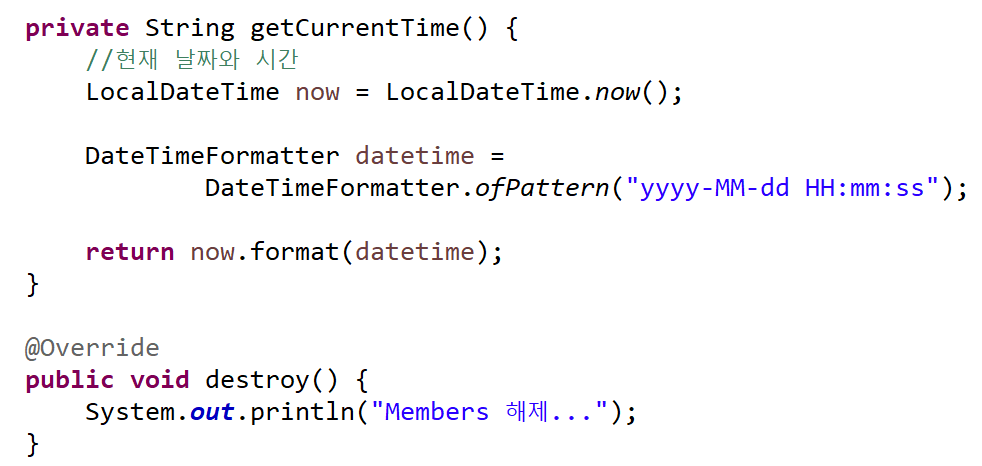 private String getCurrentTime() {
    //현재 날짜와 시간
    LocalDateTime now = LocalDateTime.now();

    DateTimeFormatter datetime =
            DateTimeFormatter.ofPattern("yyyy-MM-dd HH:mm:ss");

    return now.format(datetime);
}

@Override
public void destroy() {
    System.out.println("Members 해제...");
}